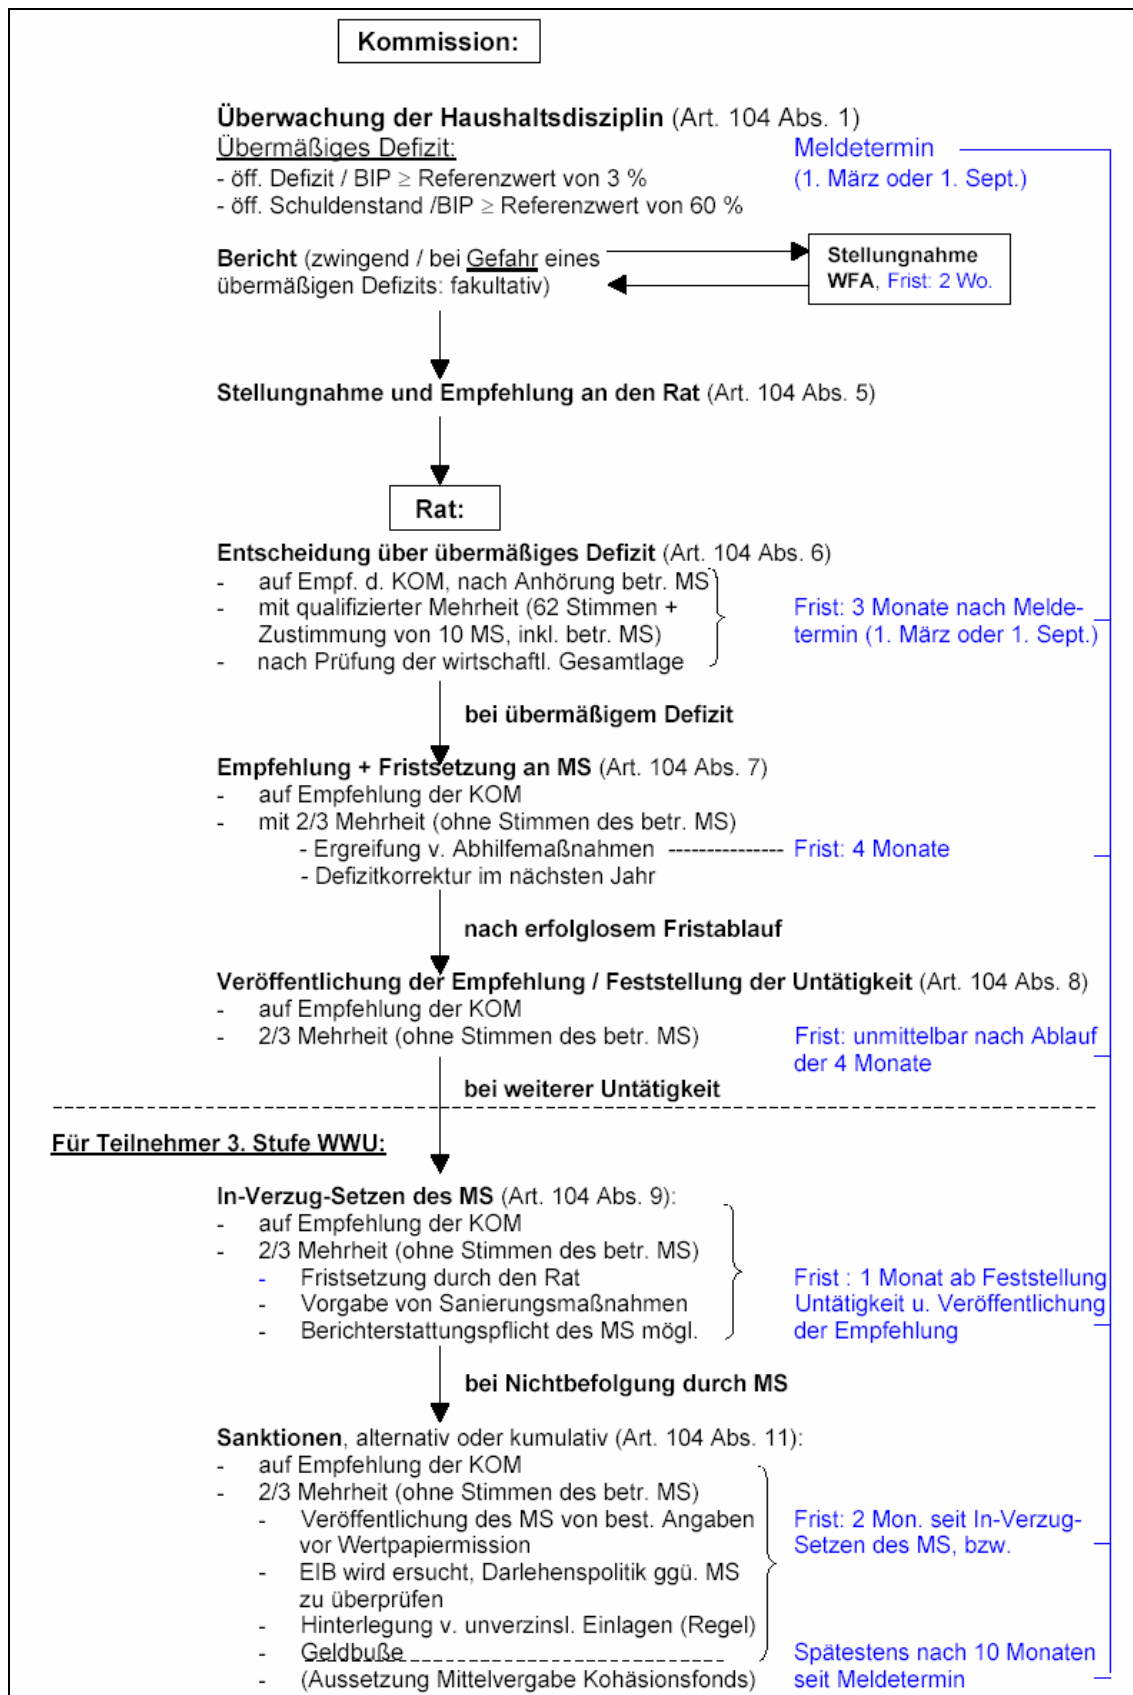 Kommission:
Überwachung der Haushaltsdisziplin (Art. 104 Abs. 1)
Übermäßiges Defizit:
Meldetermin
- öff. Defizit / BIP ≥ Referenzwert von 3 %
(1. März oder 1. Sept.)
- öff. Schuldenstand /BIP ≥ Referenzwert von 60 %
Bericht (zwingend / bei Gefahr eines
übermäßigen Defizits: fakultativ)
Stellungnahme
WFA, Frist: 2 Wo.
Stellungnahme und Empfehlung an den Rat (Art. 104 Abs. 5)
Rat:
Entscheidung über übermäßiges Defizit (Art. 104 Abs. 6)
- auf Empf. d. KOM, nach Anhörung betr. MS
- mit qualifizierter Mehrheit (62 Stimmen +
Zustimmung von 10 MS, inkl. betr. MS)
- nach Prüfung der wirtschaftl. Gesamtlage
Frist: 3 Monate nach Melde-
termin (1. März oder 1. Sept.)
bei übermäßigem Defizit
Empfehlung + Fristsetzung an MS (Art. 104 Abs. 7)
- auf Empfehlung der KOM
- mit 2/3 Mehrheit (ohne Stimmen des betr. MS)
- Ergreifung v. Abhilfemaßnahmen --------------- Frist: 4 Monate
- Defizitkorrektur im nächsten Jahr
nach erfolglosem Fristablauf
Veröffentlichung der Empfehlung / Feststellung der Untätigkeit (Art. 104 Abs. 8)
- auf Empfehlung der KOM
- 2/3 Mehrheit (ohne Stimmen des betr. MS)
Frist: unmittelbar nach Ablauf
der 4 Monate
bei weiterer Untätigkeit
Für Teilnehmer 3. Stufe WWU:
In-Verzug-Setzen des MS (Art. 104 Abs. 9):
- auf Empfehlung der KOM
- 2/3 Mehrheit (ohne Stimmen des betr. MS)
- Fristsetzung durch den Rat
- Vorgabe von Sanierungsmaßnahmen
- Berichterstattungspflicht des MS mögl.
Frist : 1 Monat ab Feststellung
Untätigkeit u. Veröffentlichung
der Empfehlung
bei Nichtbefolgung durch MS
Sanktionen, alternativ oder kumulativ (Art. 104 Abs. 11):
- auf Empfehlung der KOM
- 2/3 Mehrheit (ohne Stimmen des betr. MS)
- Veröffentlichung des MS von best. Angaben
vor Wertpapiermission
- EIB wird ersucht, Darlehenspolitik ggü. MS
zu überprüfen
- Hinterlegung v. unverzinsl. Einlagen (Regel)
- Geldbuße
- (Aussetzung Mittelvergabe Kohäsionsfonds)
Frist: 2 Mon. seit In-Verzug-
Setzen des MS, bzw.
Spätestens nach 10 Monaten
seit Meldetermin